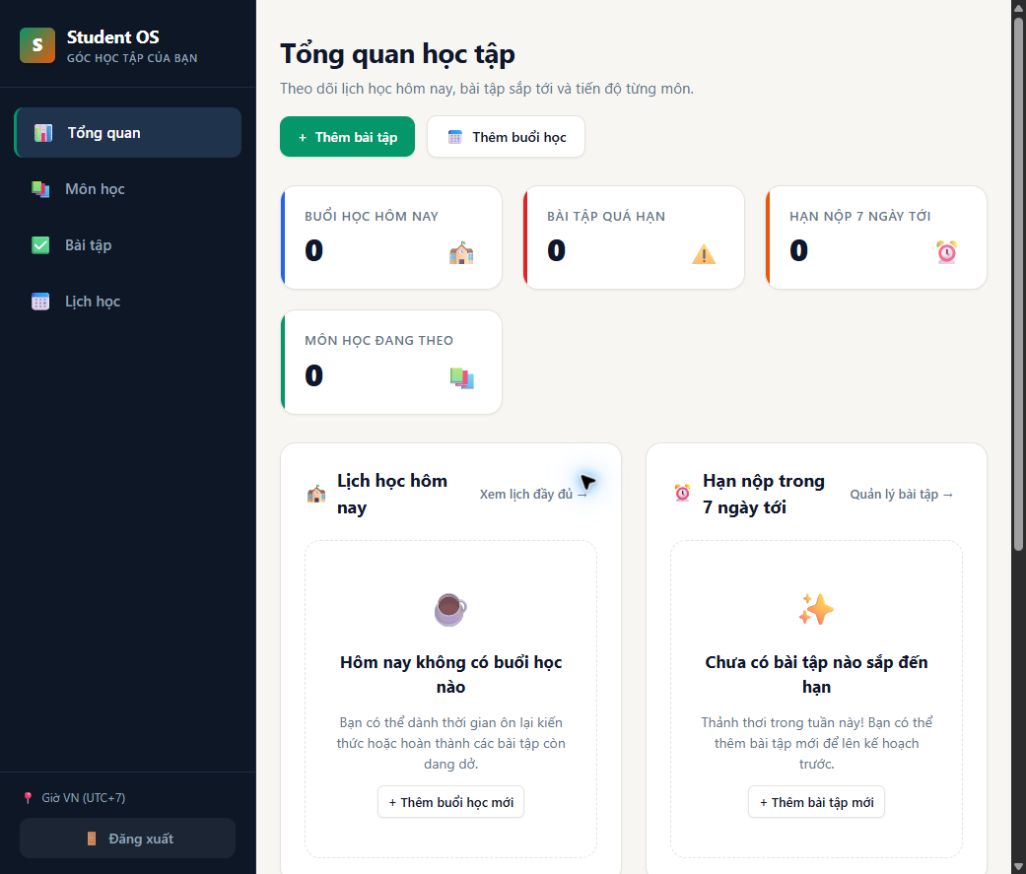 S
Student OS
GÓC HỌC TẬP CỦA BẠN
Tổng quan
Môn học
Bài tập
Lịch học
Giờ VN (UTC+7)
Đăng xuất
Tổng quan học tập
Theo dõi lịch học hôm nay, bài tập sắp tới và tiến độ từng môn.
+ Thêm bài tập
Thêm buổi học
BUỔI HỌC HÔM NAY
0
BÀI TẬP QUÁ HẠN
0
HẠN NỘP 7 NGÀY TỚI
0
MÔN HỌC ĐANG THEO
0
Lịch học hôm
nay
Xem lịch đầy đủ →
Hôm nay không có buổi học
nào
Bạn có thể dành thời gian ôn lại kiến
thức hoặc hoàn thành các bài tập còn
dang dở.
+ Thêm buổi học mới
Hạn nộp trong
7 ngày tới
Quản lý bài tập →
Chưa có bài tập nào sắp đến
hạn
Thảnh thơi trong tuần này! Bạn có thể
thêm bài tập mới để lên kế hoạch
trước.
+ Thêm bài tập mới